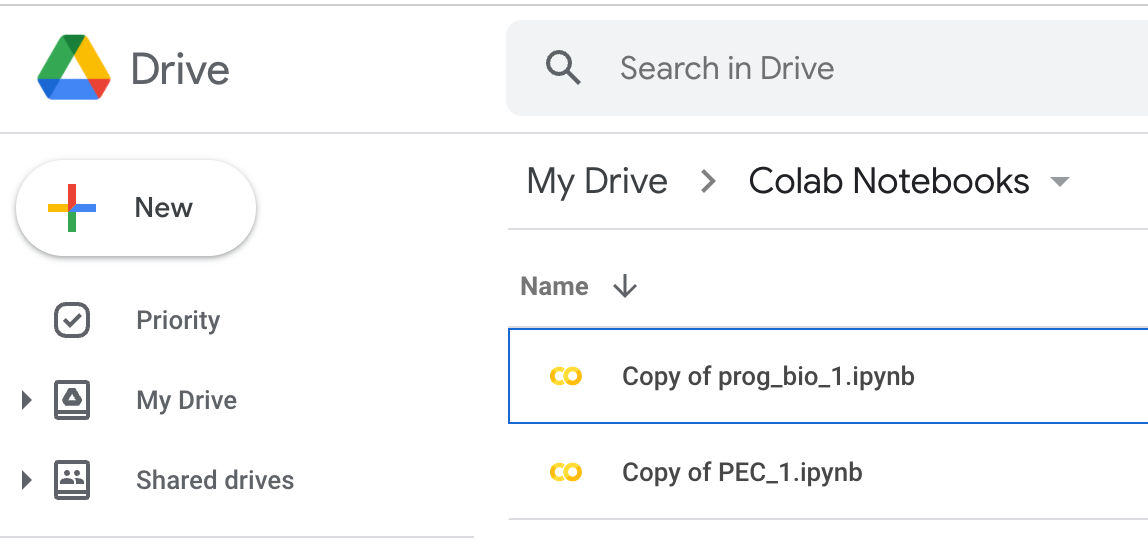 Drive
Search in Drive
New
Priority
My Drive
Shared drives
My Drive > Colab Notebooks
Name
Copy of prog_bio_1.ipynb
Copy of PEC_1.ipynb